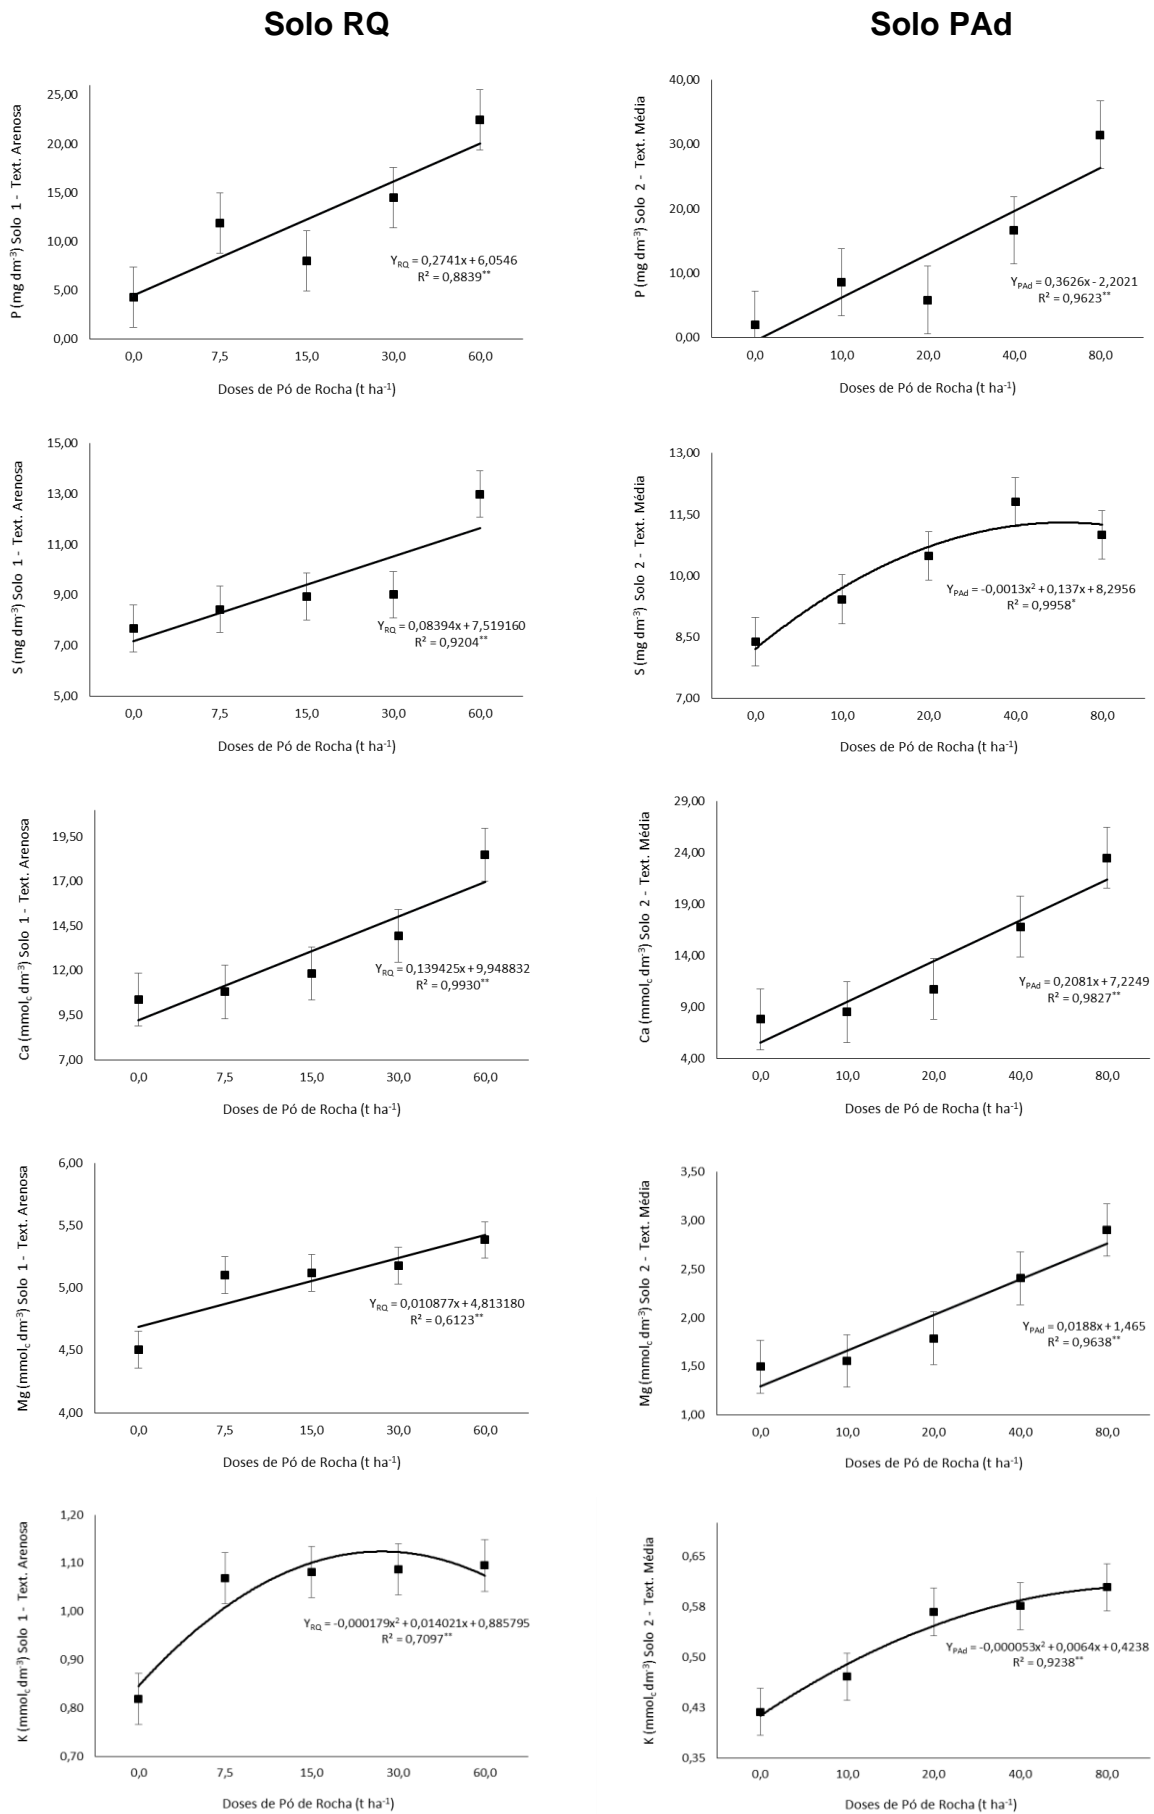 Solo RQ
Solo PAd
P (mg dm⁻³) Solo 1 - Text. Arenosa
25,00
20,00
15,00
10,00
5,00
0,00
Y_RQ = 0,2741x + 6,0546
R² = 0,8839**
0,0 7,5 15,0 30,0 60,0
Doses de Pó de Rocha (t ha⁻¹)
P (mg dm⁻³) Solo 2 - Text. Média
40,00
30,00
20,00
10,00
0,00
Y_PAd = 0,3626x - 2,2021
R² = 0,9623**
0,0 10,0 20,0 40,0 80,0
Doses de Pó de Rocha (t ha⁻¹)
S (mg dm⁻³) Solo 1 - Text. Arenosa
15,00
13,00
11,00
9,00
7,00
5,00
Y_RQ = 0,08394x + 7,519160
R² = 0,9204**
0,0 7,5 15,0 30,0 60,0
Doses de Pó de Rocha (t ha⁻¹)
S (mg dm⁻³) Solo 2 - Text. Média
13,00
11,50
10,00
8,50
7,00
Y_PAd = -0,0013x² + 0,137x + 8,2956
R² = 0,9958*
0,0 10,0 20,0 40,0 80,0
Doses de Pó de Rocha (t ha⁻¹)
Ca (mmol_c dm⁻³) Solo 1 - Text. Arenosa
19,50
17,00
14,50
12,00
9,50
7,00
Y_RQ = 0,139425x + 9,948832
R² = 0,9930**
0,0 7,5 15,0 30,0 60,0
Doses de Pó de Rocha (t ha⁻¹)
Ca (mmol_c dm⁻³) Solo 2 - Text. Média
29,00
24,00
19,00
14,00
9,00
4,00
Y_PAd = 0,2081x + 7,2249
R² = 0,9827**
0,0 10,0 20,0 40,0 80,0
Doses de Pó de Rocha (t ha⁻¹)
Mg (mmol_c dm⁻³) Solo 1 - Text. Arenosa
6,00
5,50
5,00
4,50
4,00
Y_RQ = 0,010877x + 4,813180
R² = 0,6123**
0,0 7,5 15,0 30,0 60,0
Doses de Pó de Rocha (t ha⁻¹)
Mg (mmol_c dm⁻³) Solo 2 - Text. Média
3,50
3,00
2,50
2,00
1,50
1,00
Y_PAd = 0,0188x + 1,465
R² = 0,9638**
0,0 10,0 20,0 40,0 80,0
Doses de Pó de Rocha (t ha⁻¹)
K (mmol_c dm⁻³) Solo 1 - Text. Arenosa
1,20
1,10
1,00
0,90
0,80
0,70
Y_RQ = -0,000179x² + 0,014021x + 0,885795
R² = 0,7097**
0,0 7,5 15,0 30,0 60,0
Doses de Pó de Rocha (t ha⁻¹)
K (mmol_c dm⁻³) Solo 2 - Text. Média
0,65
0,58
0,50
0,43
0,35
Y_PAd = -0,000053x² + 0,0064x + 0,4238
R² = 0,9238**
0,0 10,0 20,0 40,0 80,0
Doses de Pó de Rocha (t ha⁻¹)